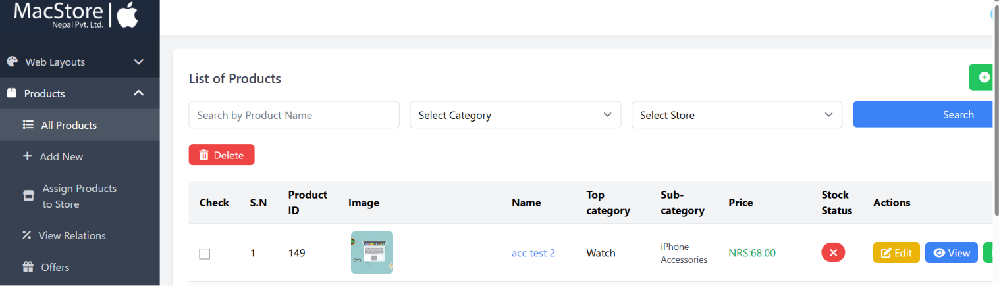 MacStore
Nepal Pvt. Ltd.
Web Layouts
Products
All Products
Add New
Assign Products
to Store
View Relations
Offers
List of Products
Search by Product Name
Select Category
Select Store
Search
Delete
Check S.N Product ID Image Name Top category Sub-category Price Stock Status Actions
1 149 acc test 2 Watch iPhone Accessories NRS:68.00 Edit View